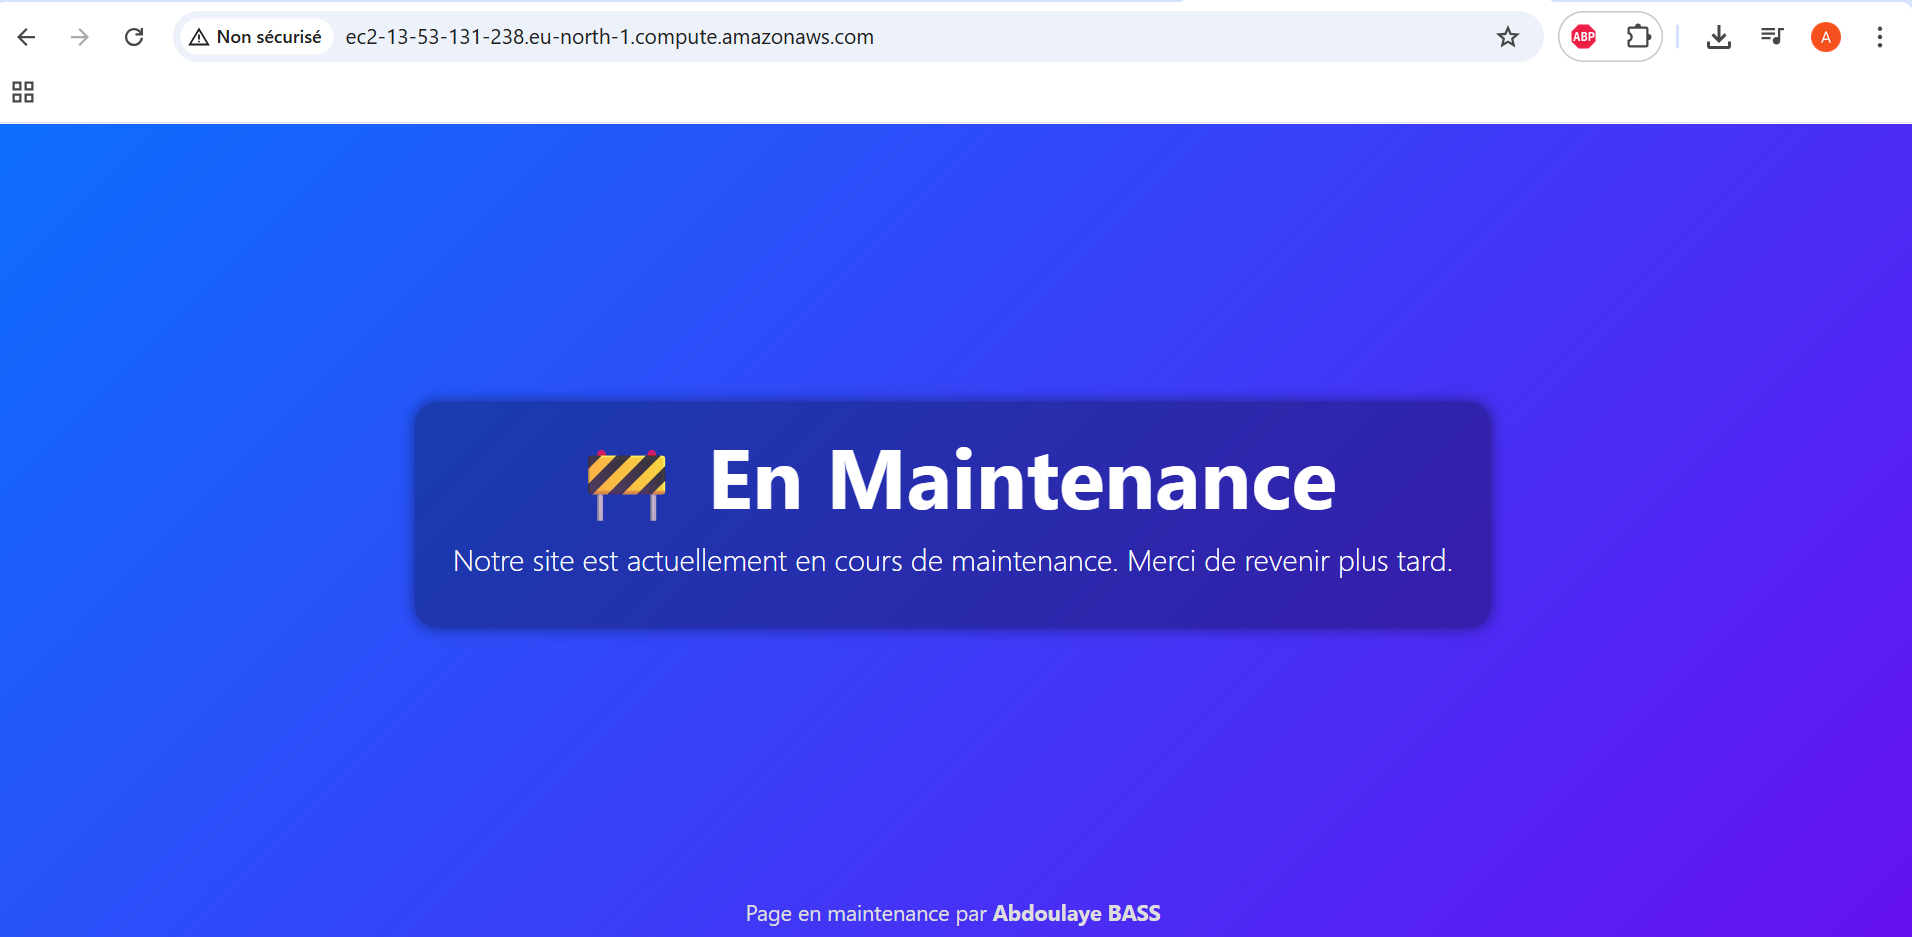 Non sécurisé ec2-13-53-131-238.eu-north-1.compute.amazonaws.com ABP A
En Maintenance
Notre site est actuellement en cours de maintenance. Merci de revenir plus tard.
Page en maintenance par Abdoulaye BASS